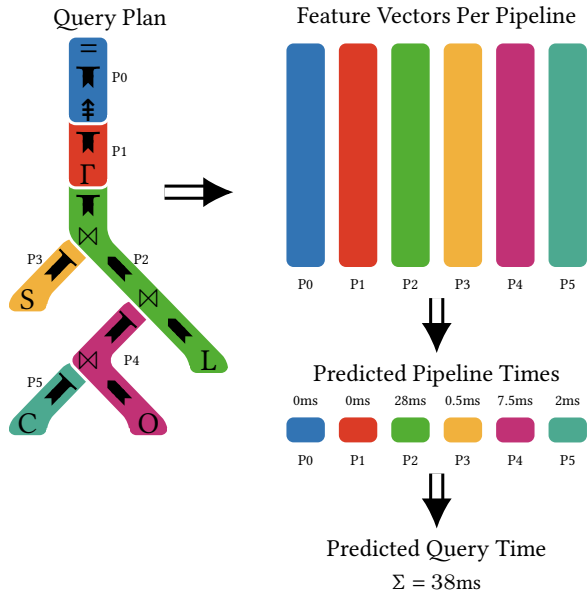 Query Plan
P0
P1
Γ
P3
P2
S
L
P4
P5
C
O
Feature Vectors Per Pipeline
P0 P1 P2 P3 P4 P5
Predicted Pipeline Times
0ms 0ms 28ms 0.5ms 7.5ms 2ms
P0 P1 P2 P3 P4 P5
Predicted Query Time
Σ = 38ms